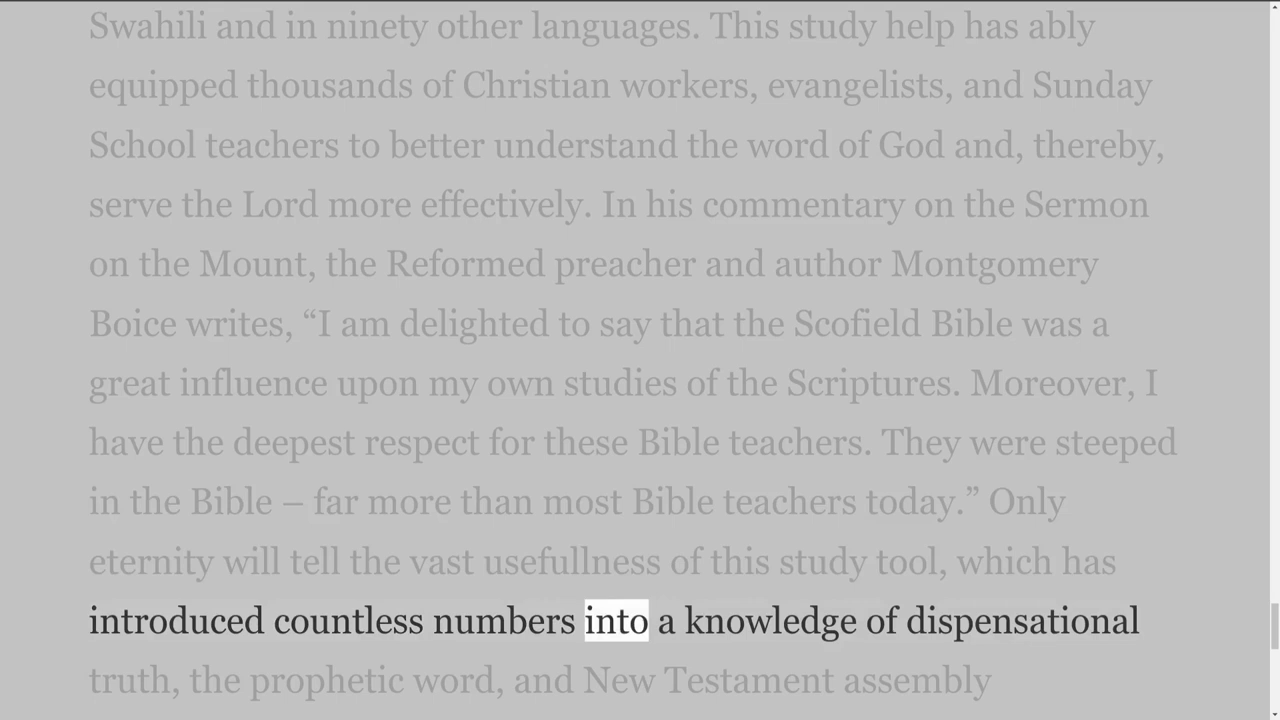 Swahili and in ninety other languages. This study help has ably
equipped thousands of Christian workers, evangelists, and Sunday
School teachers to better understand the word of God and, thereby,
serve the Lord more effectively. In his commentary on the Sermon
on the Mount, the Reformed preacher and author Montgomery
Boice writes, “I am delighted to say that the Scofield Bible was a
great influence upon my own studies of the Scriptures. Moreover, I
have the deepest respect for these Bible teachers. They were steeped
in the Bible – far more than most Bible teachers today.” Only
eternity will tell the vast usefullness of this study tool, which has
introduced countless numbers into a knowledge of dispensational
truth, the prophetic word, and New Testament assembly